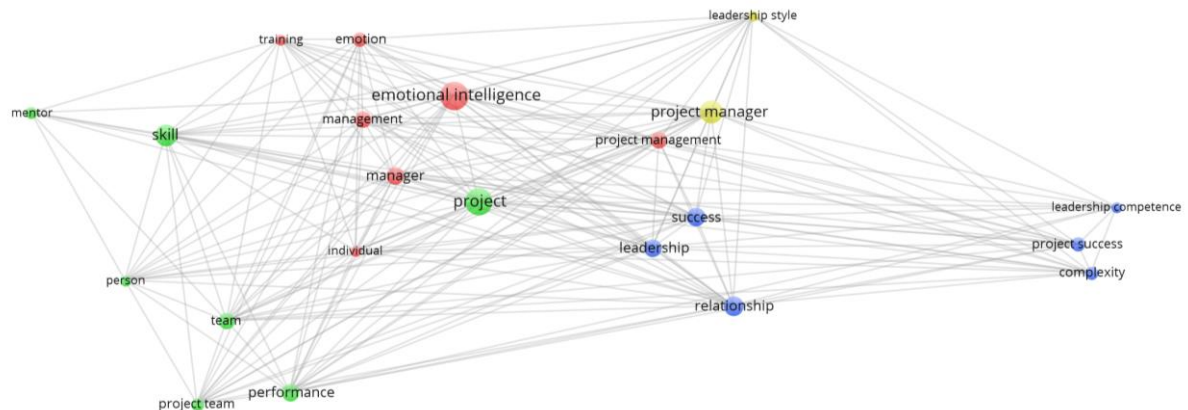 leadership style
training
emotion
emotional intelligence
mentor
project manager
management
skill
project management
manager
project
leadership competence
success
project success
leadership
individual
complexity
person
relationship
team
performance
project team